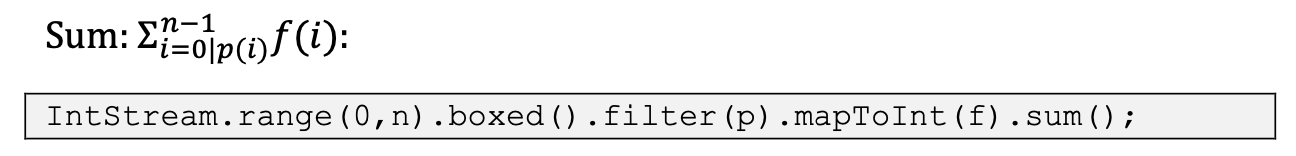 Sum: Σ_{i=0|p(i)}^{n−1} f(i):
IntStream.range(0,n).boxed().filter(p).mapToInt(f).sum();